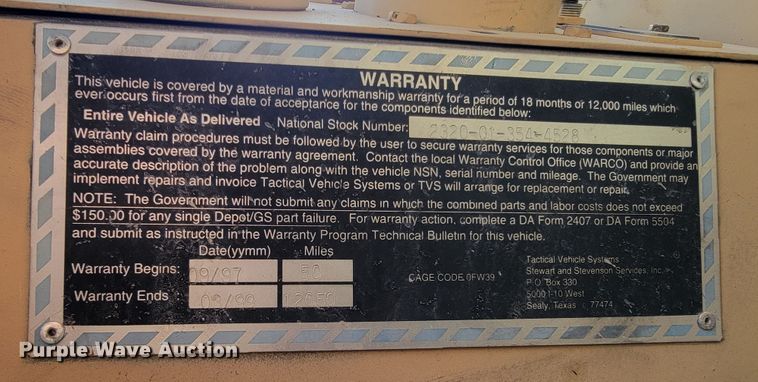 WARRANTY
This vehicle is covered by a material and workmanship warranty for a period of 18 months or 12,000 miles which
ever occurs first from the date of acceptance for the components identified below:
Entire Vehicle As Delivered National Stock Number: 2320-01-354-4528
Warranty claim procedures must be followed by the user to secure warranty services for those components or major
assemblies covered by the warranty agreement. Contact the local Warranty Control Office (WARCO) and provide an
accurate description of the problem along with the vehicle NSN, serial number and mileage. The Government may
implement repairs and invoice Tactical Vehicle Systems or TVS will arrange for replacement or repair.
NOTE: The Government will not submit any claims in which the combined parts and labor costs does not exceed
$150.00 for any single Depot/GS part failure. For warranty action, complete a DA Form 2407 or DA Form 5504
and submit as instructed in the Warranty Program Technical Bulletin for this vehicle.
Date(yymm) Miles
Warranty Begins: 09/97 50
Warranty Ends 12050
CAGE CODE 0FW39
Tactical Vehicle Systems
Stewart and Stevenson Services, Inc.
P.O. Box 330
I-10 West
Sealy, Texas 77474
Purple Wave Auction